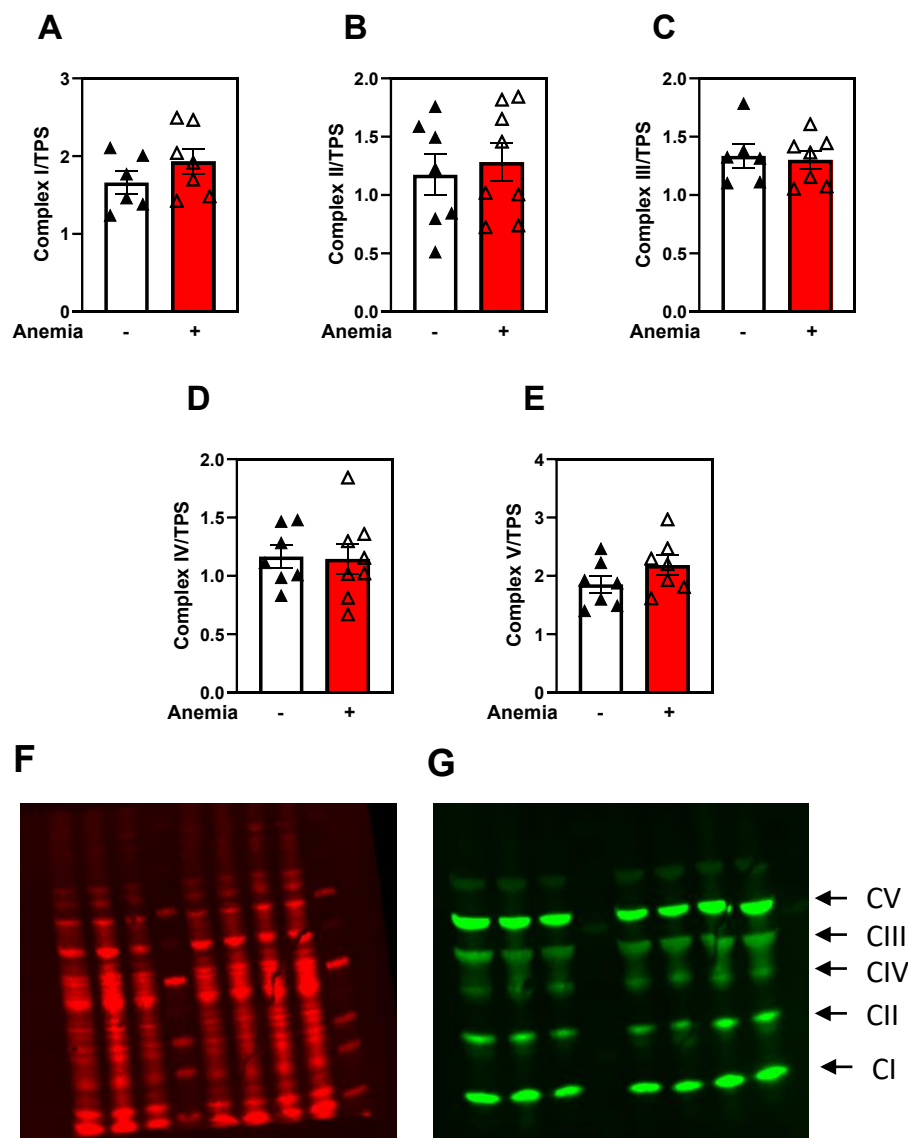 A
Complex I/TPS
3
2
1
0
Anemia - +
B
Complex II/TPS
2.0
1.5
1.0
0.5
0.0
Anemia - +
C
Complex III/TPS
2.0
1.5
1.0
0.5
0.0
Anemia - +
D
Complex IV/TPS
2.0
1.5
1.0
0.5
0.0
Anemia - +
E
Complex V/TPS
4
3
2
1
0
Anemia - +
F
G
CV
CIII
CIV
CII
CI